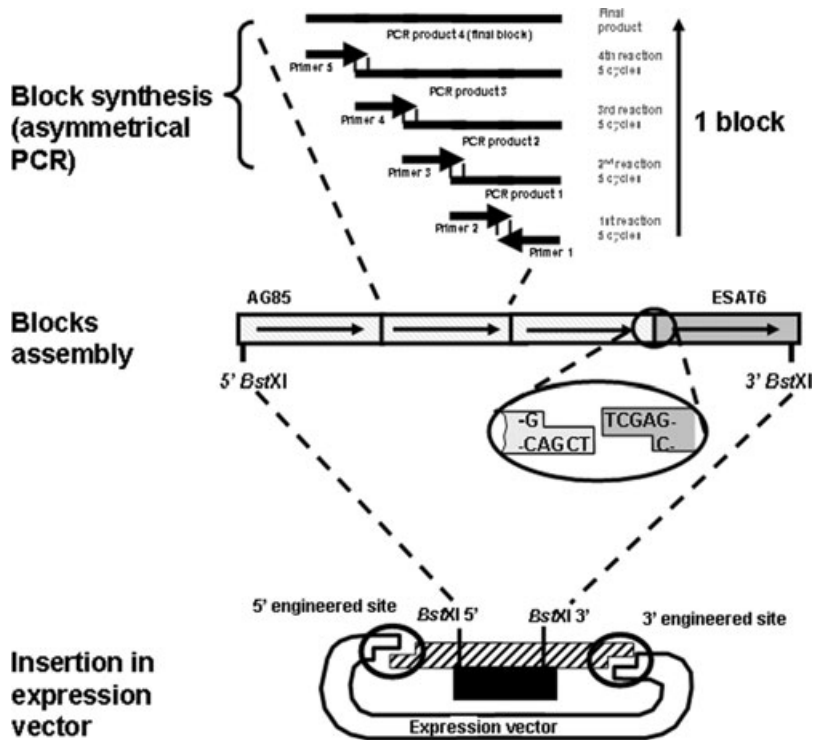 Final
product
PCR product 4 (final block)
Primer 5
4th reaction
5 cycles
PCR product 3
Block synthesis
(asymmetrical
PCR)
Primer 4
3rd reaction
5 cycles
1 block
PCR product 2
Primer 3
2nd reaction
5 cycles
PCR product 1
Primer 2
1st reaction
5 cycles
Primer 1
AG85
ESAT6
Blocks
assembly
5' BstXI
3' BstXI
-G
TCGAG-
-CAGCT
C-
5' engineered site
BstXI 5'
BstXI 3'
3' engineered site
Insertion in
expression
vector
Expression vector